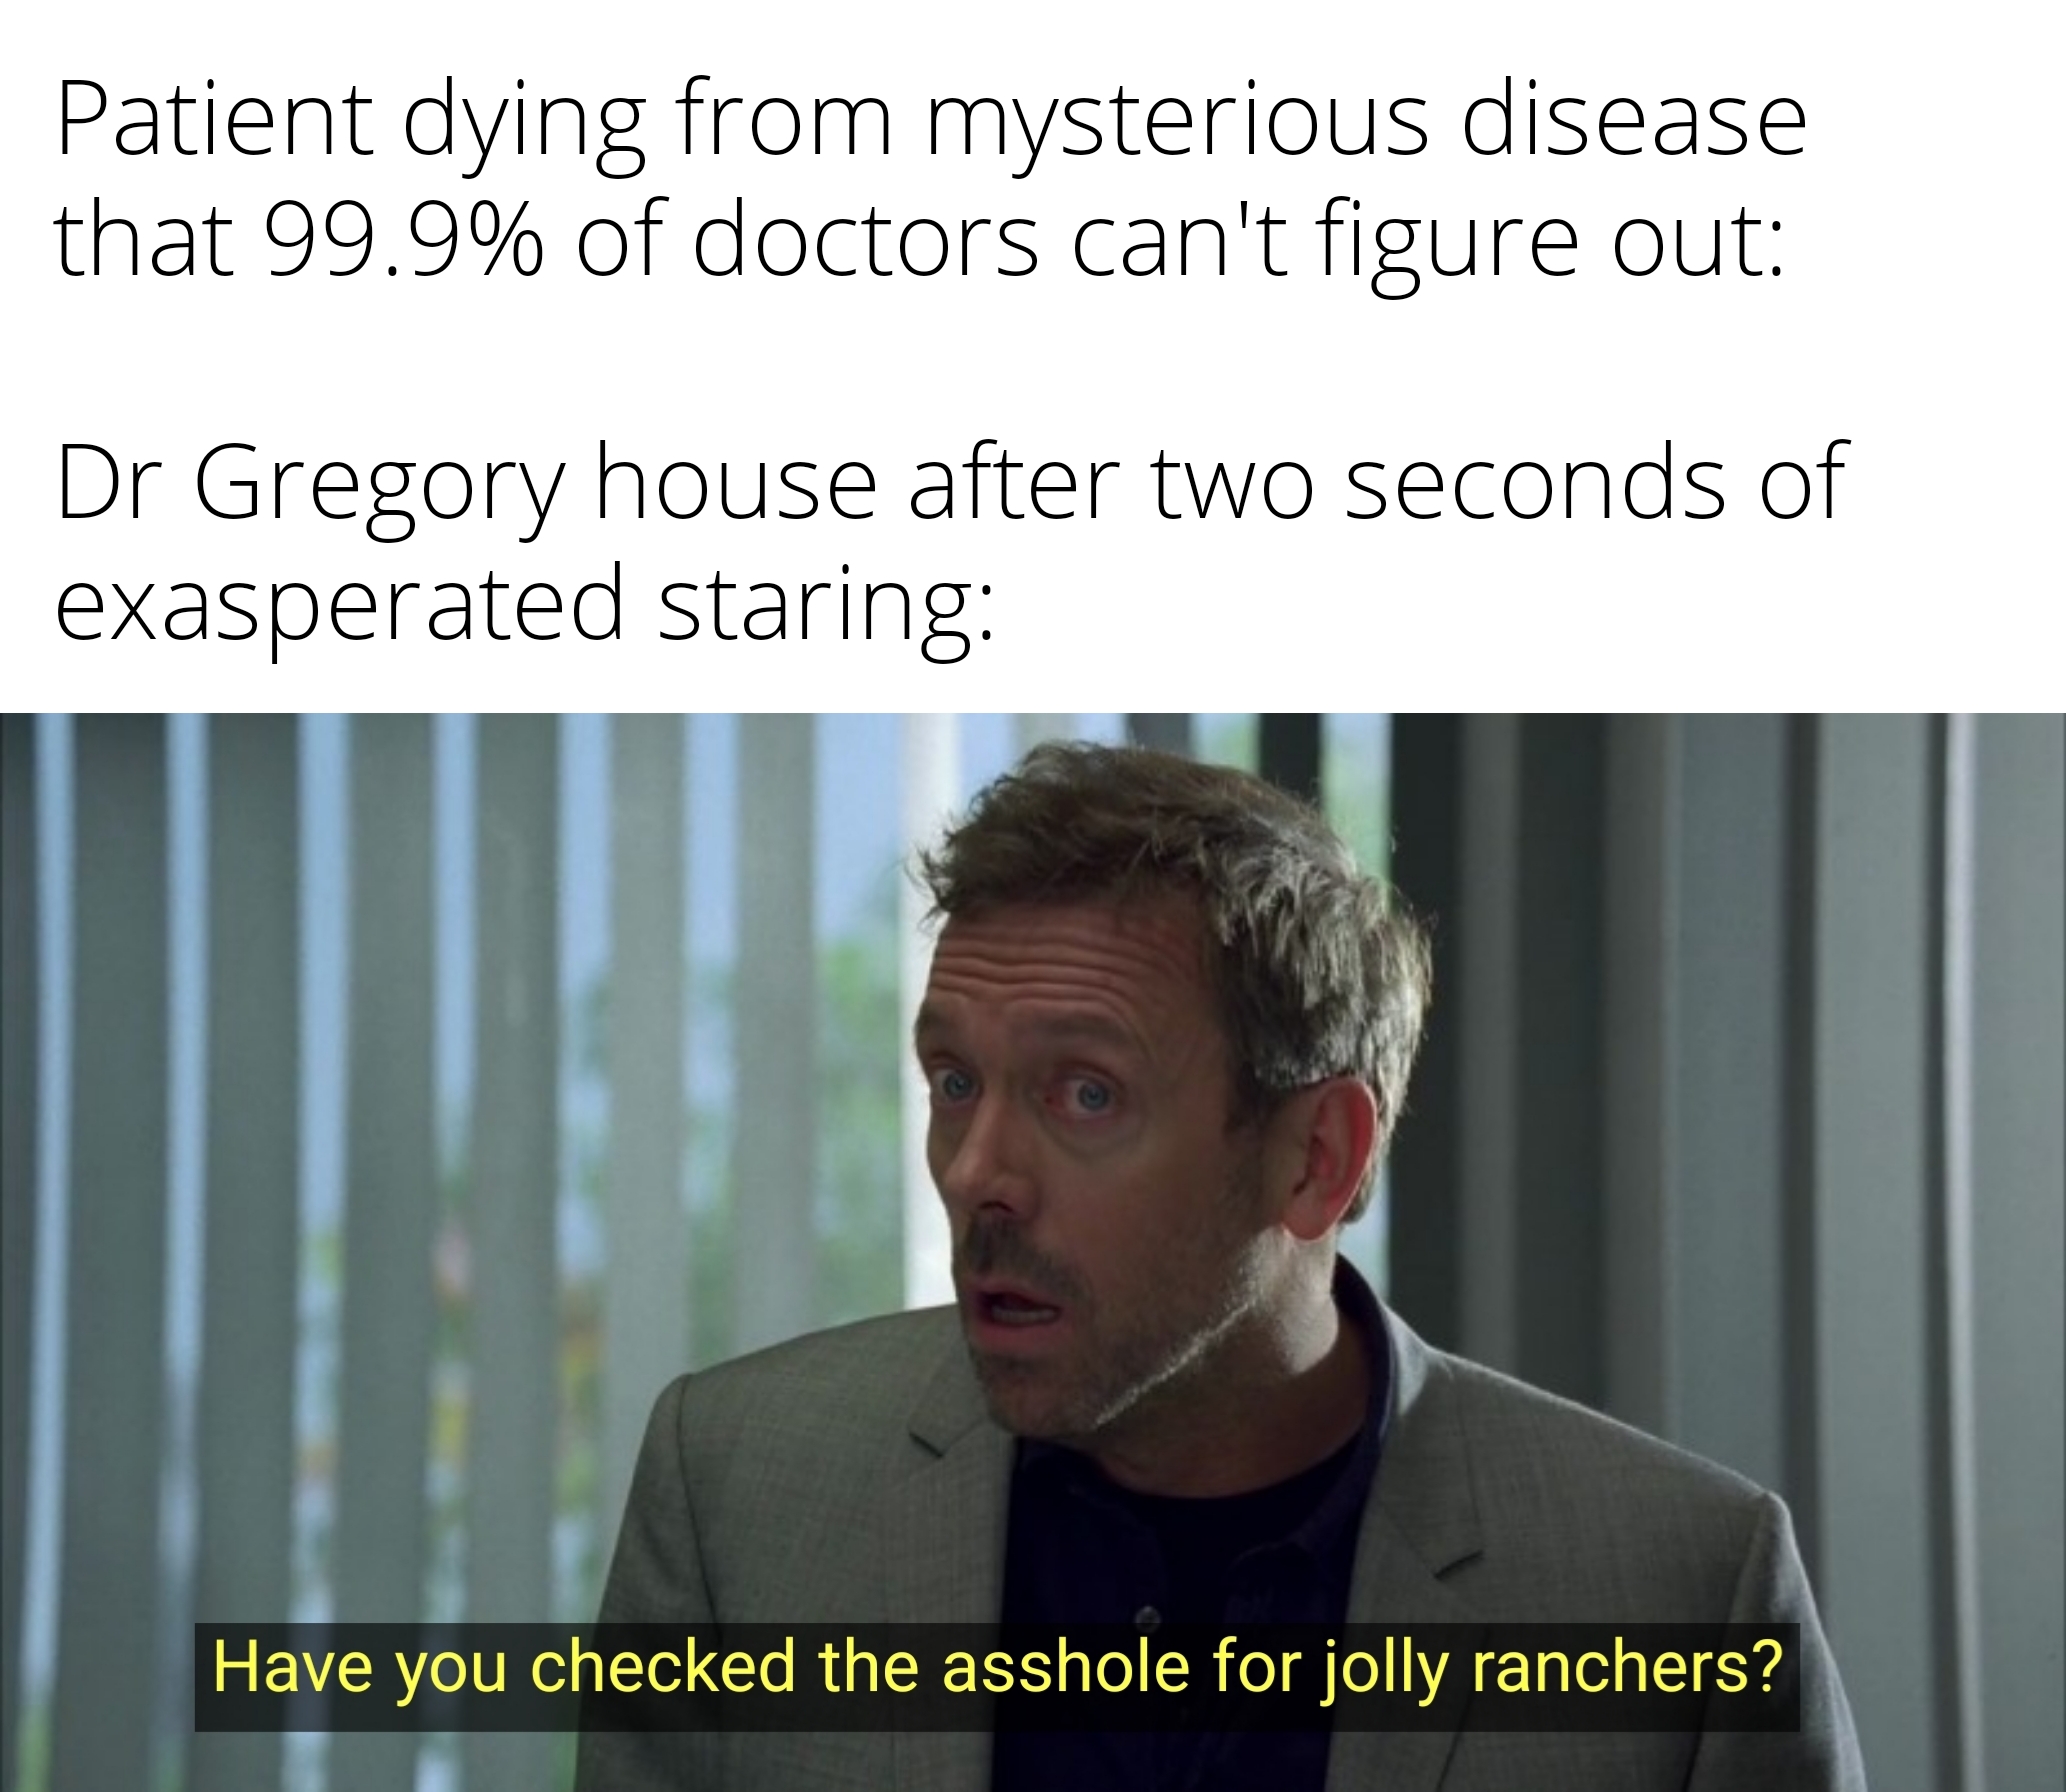 Patient dying from mysterious disease
that 99.9% of doctors can't figure out:
Dr Gregory house after two seconds of
exasperated staring:
Have you checked the asshole for jolly ranchers?